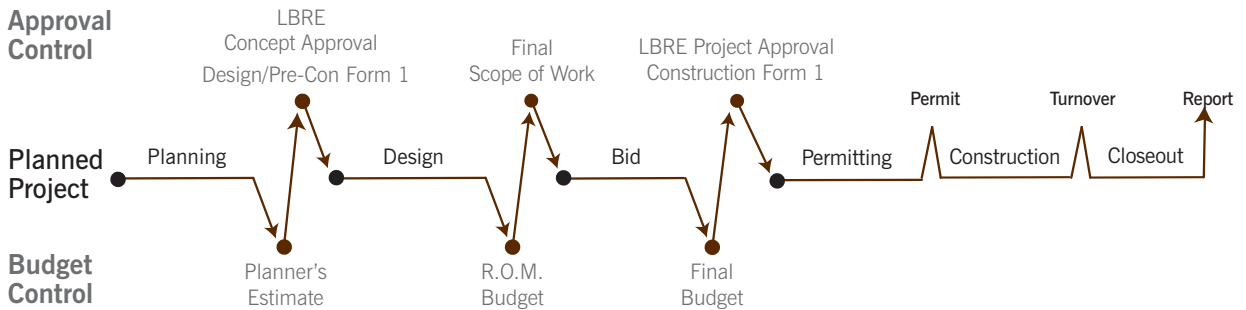 Approval
Control
LBRE
Concept Approval
Design/Pre-Con Form 1
Final
Scope of Work
LBRE Project Approval
Construction Form 1
Permit
Turnover
Report
Planned
Project
Planning
Design
Bid
Permitting
Construction
Closeout
Budget
Control
Planner's
Estimate
R.O.M.
Budget
Final
Budget